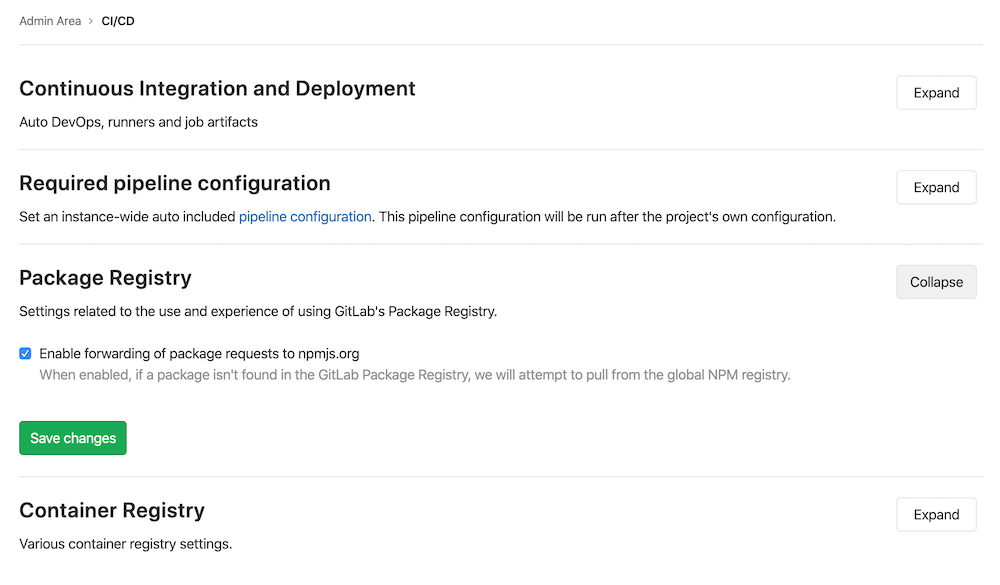 Admin Area > CI/CD
Continuous Integration and Deployment
Expand
Auto DevOps, runners and job artifacts
Required pipeline configuration
Expand
Set an instance-wide auto included pipeline configuration. This pipeline configuration will be run after the project's own configuration.
Package Registry
Collapse
Settings related to the use and experience of using GitLab's Package Registry.
Enable forwarding of package requests to npmjs.org
When enabled, if a package isn't found in the GitLab Package Registry, we will attempt to pull from the global NPM registry.
Save changes
Container Registry
Expand
Various container registry settings.